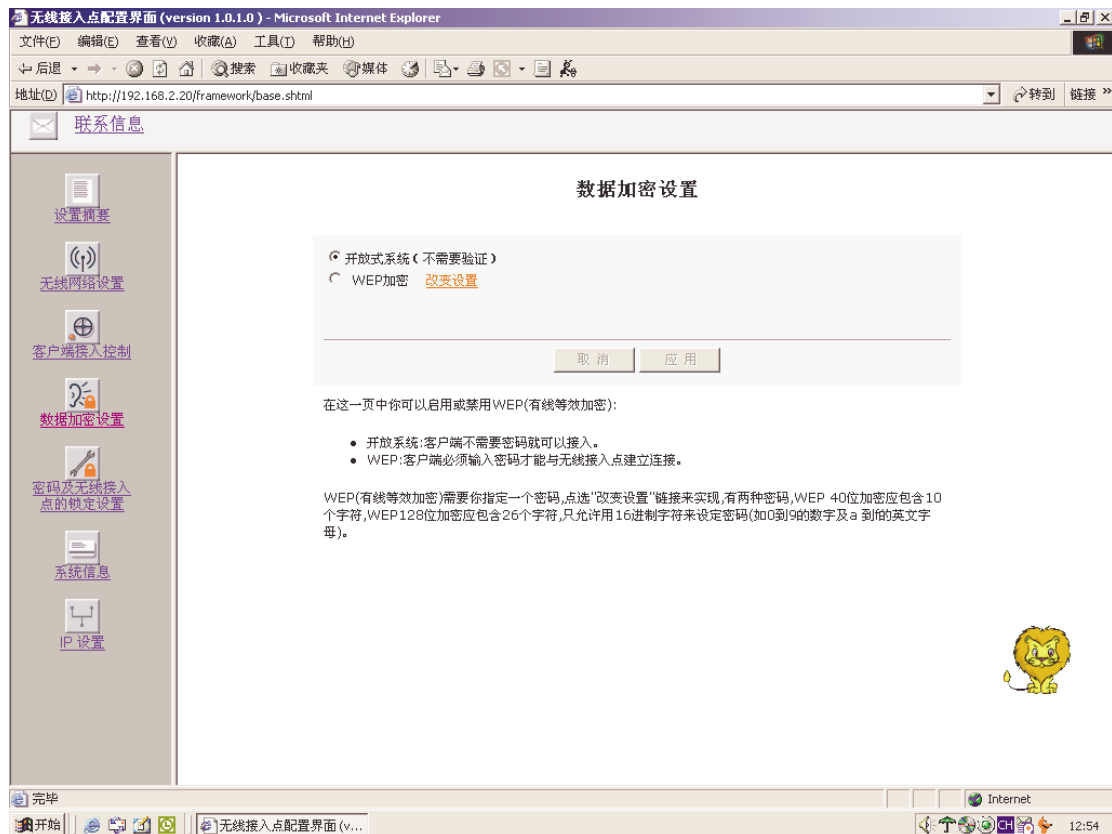 无线接入点配置界面 (version 1.0.1.0 ) - Microsoft Internet Explorer
文件(F) 编辑(E) 查看(V) 收藏(A) 工具(T) 帮助(H)
后退 搜索 收藏夹 媒体
地址(D) http://192.168.2.20/framework/base.shtml 转到 链接 »
联系信息
设置摘要
无线网络设置
客户端接入控制
数据加密设置
密码及无线接入
点的锁定设置
系统信息
IP 设置
数据加密设置
开放式系统 ( 不需要验证 )
WEP加密 改变设置
取 消 应 用
在这一页中你可以启用或禁用WEP(有线等效加密):
• 开放系统:客户端不需要密码就可以接入。
• WEP:客户端必须输入密码才能与无线接入点建立连接。
WEP(有线等效加密)需要你指定一个密码,点选"改变设置"链接来实现,有两种密码,WEP 40位加密应包含10
个字符,WEP128位加密应包含26个字符,只允许用16进制字符来设定密码(如0到9的数字及a 到f的英文字
母)。
完毕 Internet
开始 无线接入点配置界面 (v... CH 12:54